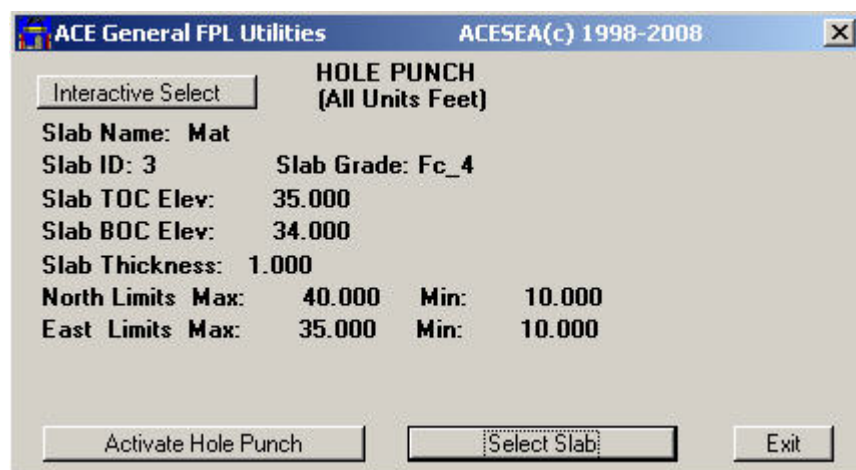 ACE General FPL Utilities ACESEA(c) 1998-2008
Interactive Select
HOLE PUNCH
(All Units Feet)
Slab Name: Mat
Slab ID: 3 Slab Grade: Fc_4
Slab TOC Elev: 35.000
Slab BOC Elev: 34.000
Slab Thickness: 1.000
North Limits Max: 40.000 Min: 10.000
East Limits Max: 35.000 Min: 10.000
Activate Hole Punch Select Slab Exit